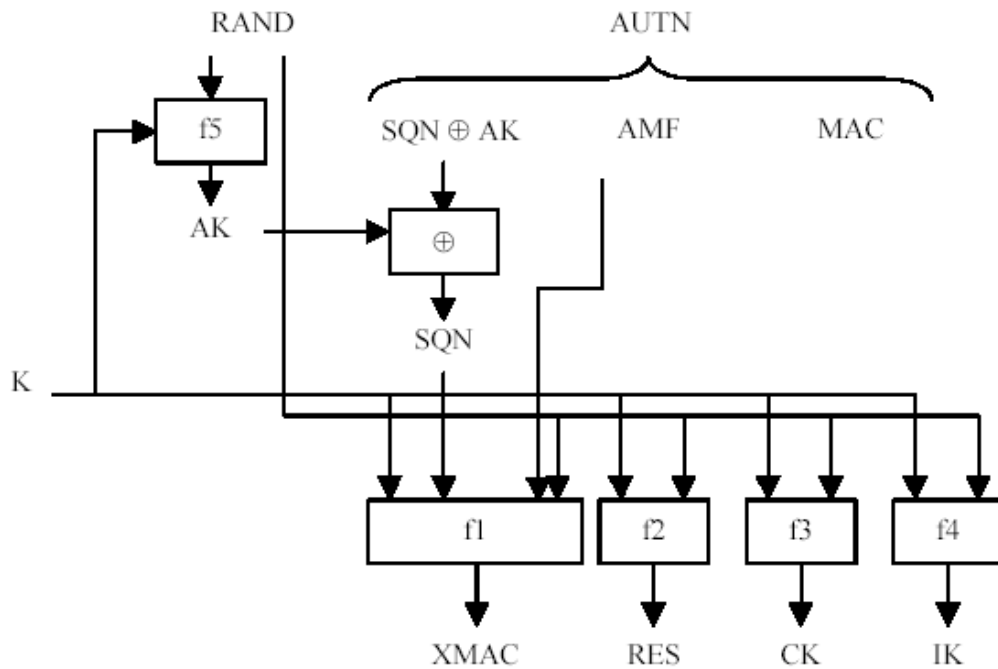 RAND
AUTN
f5
SQN ⊕ AK
AMF
MAC
AK
⊕
SQN
K
f1
f2
f3
f4
XMAC
RES
CK
IK